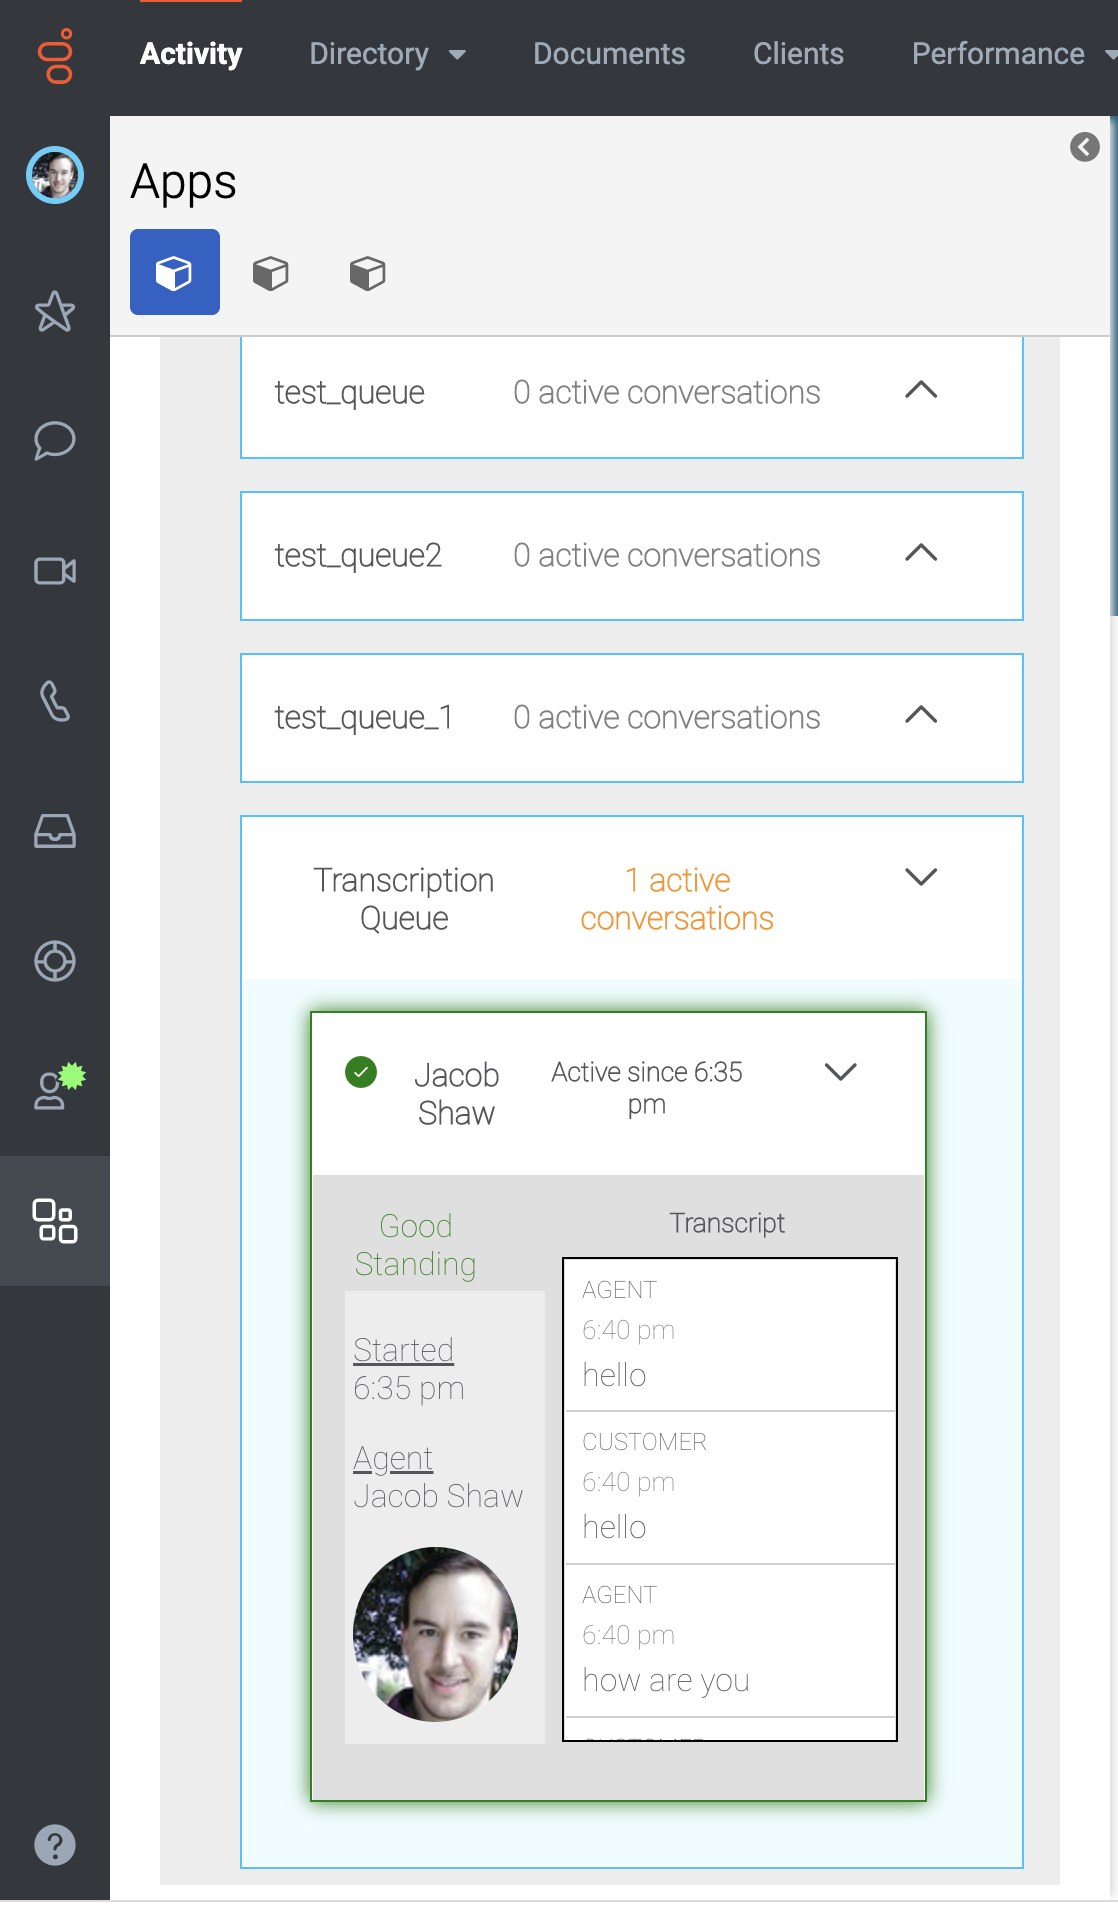 Activity Directory Documents Clients Performance
Apps
test_queue 0 active conversations
test_queue2 0 active conversations
test_queue_1 0 active conversations
Transcription 1 active
Queue conversations
Jacob Active since 6:35
Shaw pm
Good
Standing
Started
6:35 pm
Agent
Jacob Shaw
Transcript
AGENT
6:40 pm
hello
CUSTOMER
6:40 pm
hello
AGENT
6:40 pm
how are you
?